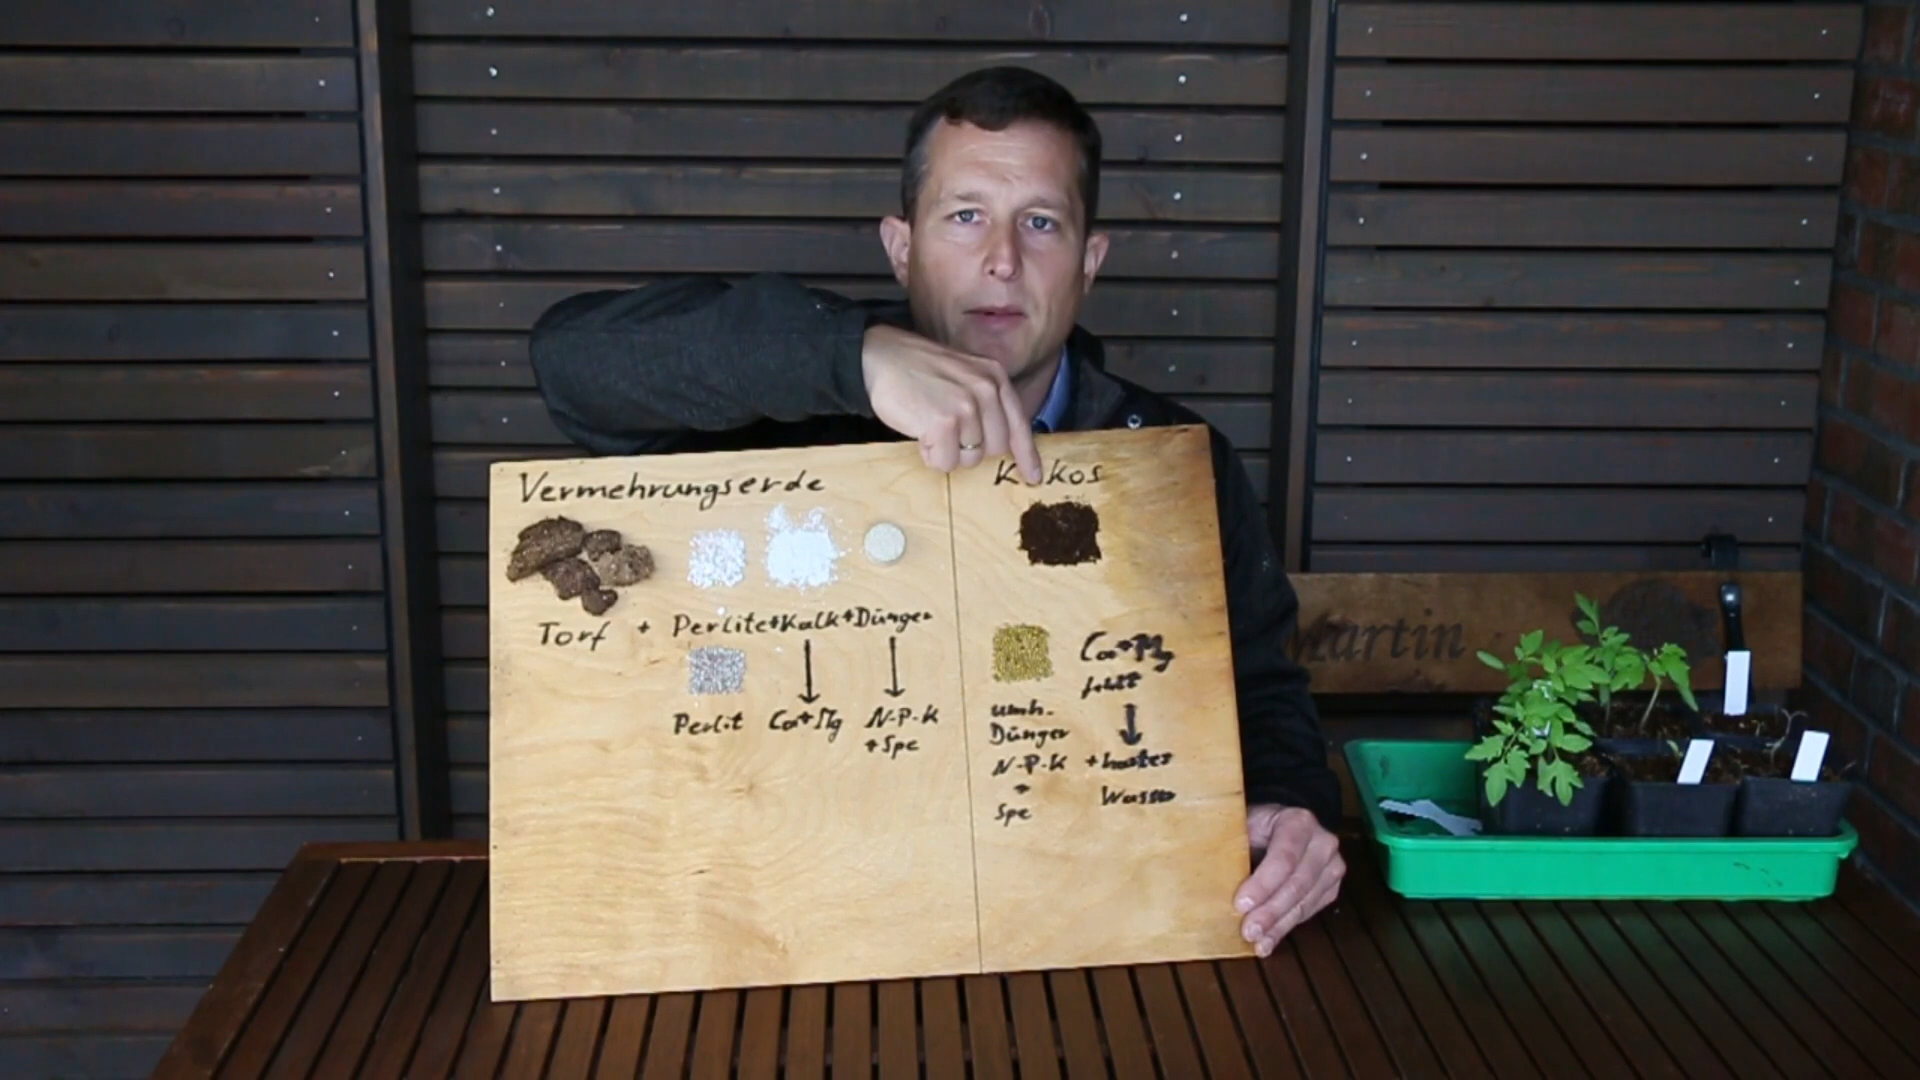 Vermehrungserde
Torf + Perlite+Kalk+Dünger
Perlit Ca+Mg N-P-K
+Spe
Kokos
Ca+Mg
fehlt
umh.
Dünger
N-P-K
+
Spe
+hartes
Wasser
Martin